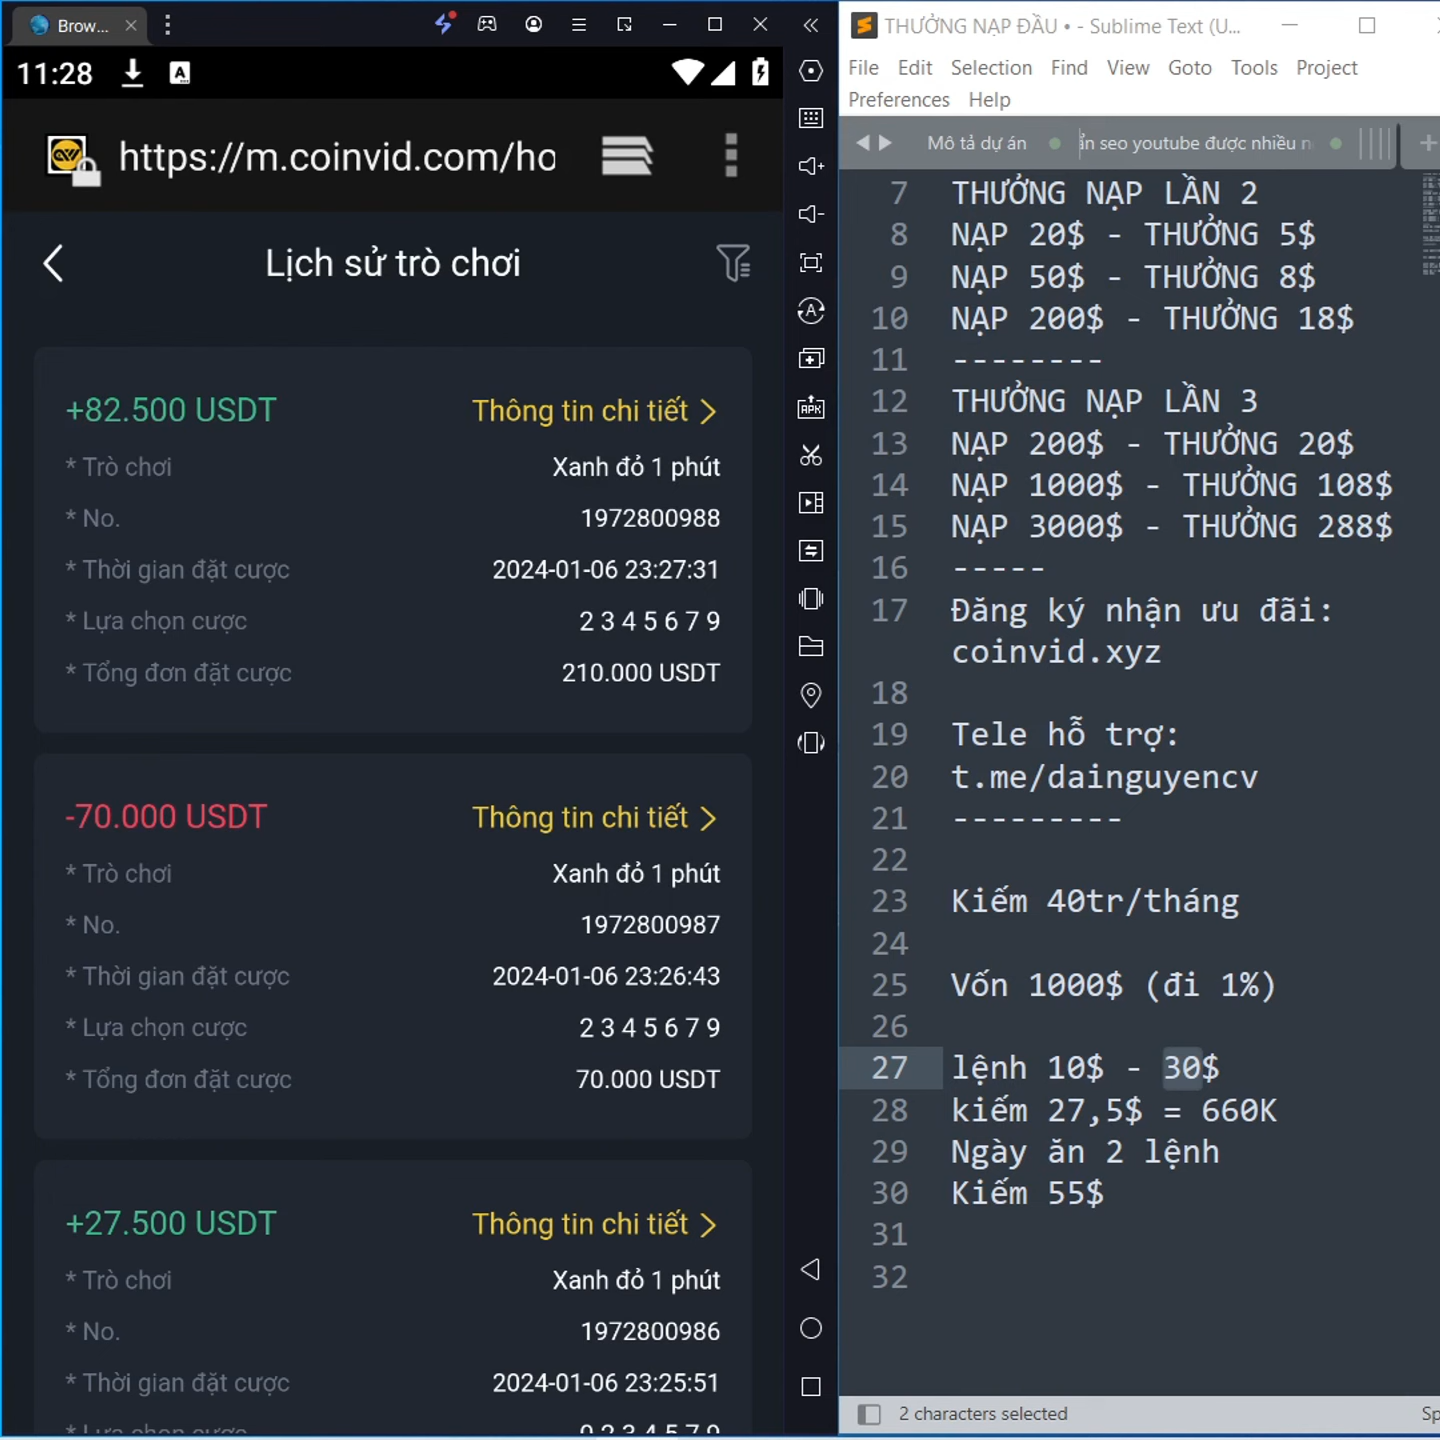 Brow...
11:28
https://m.coinvid.com/ho
Lịch sử trò chơi
+82.500 USDT
Thông tin chi tiết
* Trò chơi
Xanh đỏ 1 phút
* No.
1972800988
* Thời gian đặt cược
2024-01-06 23:27:31
* Lựa chọn cược
2 3 4 5 6 7 9
* Tổng đơn đặt cược
210.000 USDT
-70.000 USDT
Thông tin chi tiết
* Trò chơi
Xanh đỏ 1 phút
* No.
1972800987
* Thời gian đặt cược
2024-01-06 23:26:43
* Lựa chọn cược
2 3 4 5 6 7 9
* Tổng đơn đặt cược
70.000 USDT
+27.500 USDT
Thông tin chi tiết
* Trò chơi
Xanh đỏ 1 phút
* No.
1972800986
* Thời gian đặt cược
2024-01-06 23:25:51
APK
THƯỞNG NẠP ĐẦU • - Sublime Text (U...
File Edit Selection Find View Goto Tools Project
Preferences Help
Mô tả dự án
ẩn seo youtube được nhiều n
7 THƯỞNG NẠP LẦN 2
8 NẠP 20$ - THƯỞNG 5$
9 NẠP 50$ - THƯỞNG 8$
10 NẠP 200$ - THƯỞNG 18$
11 --------
12 THƯỞNG NẠP LẦN 3
13 NẠP 200$ - THƯỞNG 20$
14 NẠP 1000$ - THƯỞNG 108$
15 NẠP 3000$ - THƯỞNG 288$
16 -----
17 Đăng ký nhận ưu đãi:
coinvid.xyz
18
19 Tele hỗ trợ:
20 t.me/dainguyencv
21 ---------
22
23 Kiếm 40tr/tháng
24
25 Vốn 1000$ (đi 1%)
26
27 lệnh 10$ - 30$
28 kiếm 27,5$ = 660K
29 Ngày ăn 2 lệnh
30 Kiếm 55$
31
32
2 characters selected
Sp